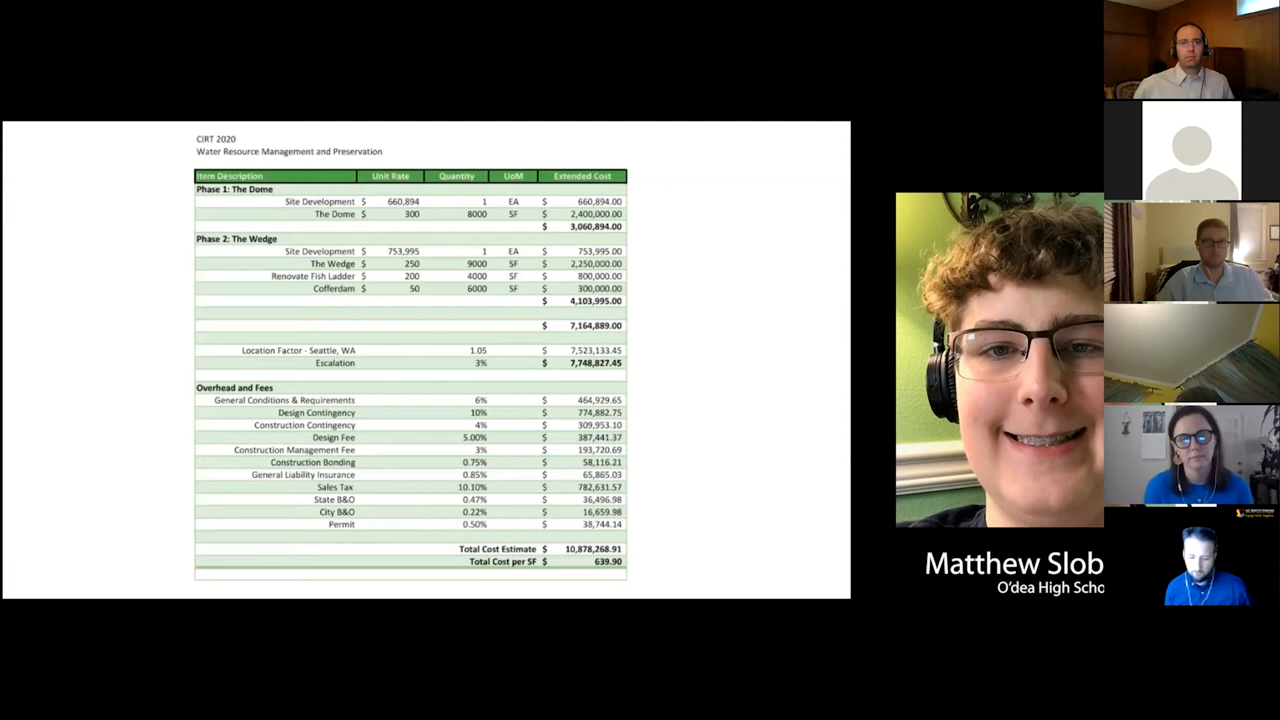 CIRT 2020
Water Resource Management and Preservation
Item Description Unit Rate Quantity UoM Extended Cost
Phase 1: The Dome
Site Development $ 660,894 1 EA $ 660,894.00
The Dome $ 300 8000 SF $ 2,400,000.00
$ 3,060,894.00
Phase 2: The Wedge
Site Development $ 753,995 1 EA $ 753,995.00
The Wedge $ 250 9000 SF $ 2,250,000.00
Renovate Fish Ladder $ 200 4000 SF $ 800,000.00
Cofferdam $ 50 6000 SF $ 300,000.00
$ 4,103,995.00
$ 7,164,889.00
Location Factor - Seattle, WA 1.05 $ 7,523,133.45
Escalation 3% $ 7,748,827.45
Overhead and Fees
General Conditions & Requirements 6% $ 464,929.65
Design Contingency 10% $ 774,882.75
Construction Contingency 4% $ 309,953.10
Design Fee 5.00% $ 387,441.37
Construction Management Fee 3% $ 193,720.69
Construction Bonding 0.75% $ 58,116.21
General Liability Insurance 0.85% $ 65,865.03
Sales Tax 10.10% $ 782,631.57
State B&O 0.47% $ 36,496.98
City B&O 0.22% $ 16,659.98
Permit 0.50% $ 38,744.14
Total Cost Estimate $ 10,878,268.91
Total Cost per SF $ 639.90
Matthew Slob
O'dea High Scho